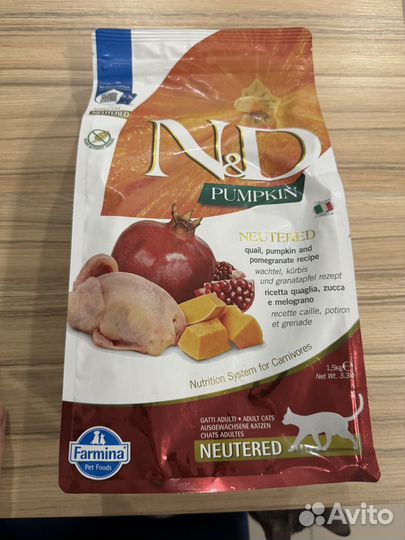 NEUTERED
N&D
PUMPKIN
NEUTERED
quail, pumpkin and
pomegranate recipe
wachtel, kürbis
und granatapfel rezept
ricetta quaglia, zucca
e melograno
recette caille, potiron
et grenade
Nutrition System for Carnivores
1,5kg e
Net Wt. 3.3
GATTI ADULTI • ADULT CATS
AUSGEWACHSENE KATZEN
CHATS ADULTES
NEUTERED
Farmina
Pet Foods
Avito